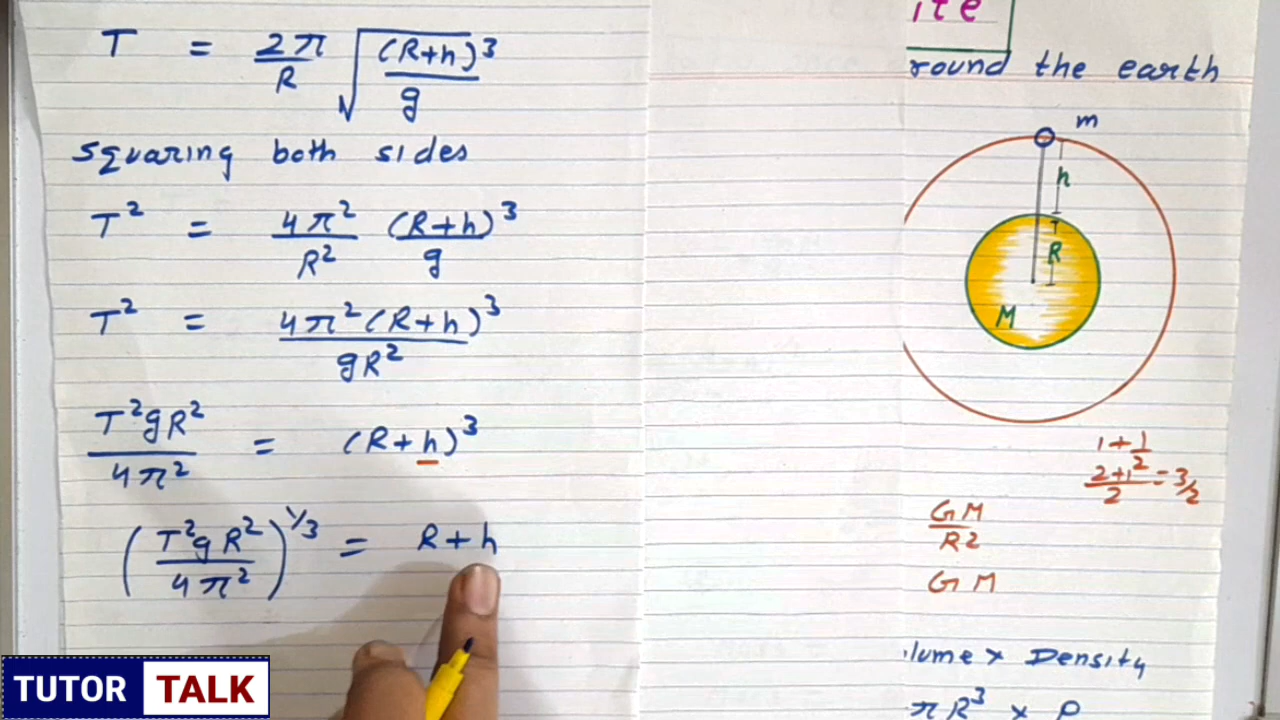 T = 2π/R √((R+h)³/g)
Squaring both sides
T² = 4π²/R² (R+h)³/g
T² = 4π²(R+h)³/gR²
T²gR²/4π² = (R+h)³
(T²gR²/4π²)^1/3 = R+h
ite
round the earth
m
h
R
M
1+1/2
2+1/2 = 3/2
GM/R2
GM
lume × Density
πR³ × ρ
TUTOR TALK